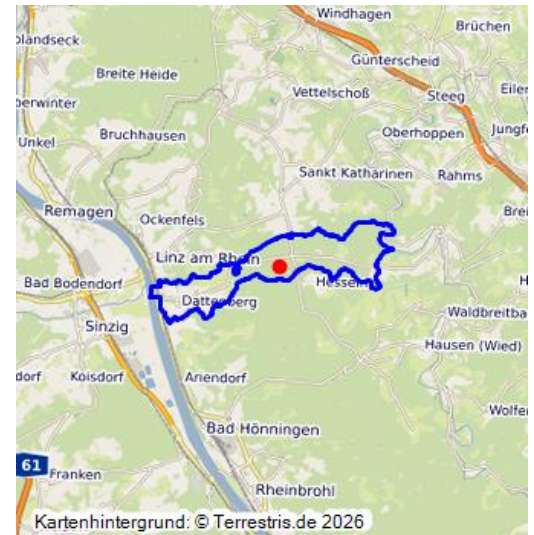 Windhagen
olandseck
Brüchen
Günterscheid
Breite Heide
Vettelschoß
Steeg
Eiler
berwinter
Bruchhausen
Oberhoppen
Jungfe
Unkel
Sankt Katharinen
Rahms
Remagen
Ockenfels
Brei
Linz am Rhein
Bad Bodendorf
Dattenberg
Hesseln
H
Sinzig
Waldbreitba
Hausen (Wied)
dorf
Koisdorf
Ariendorf
Wolfe
Bad Hönningen
61
Franken
Rheinbrohl
Kartenhintergrund: © Terrestris.de 2026